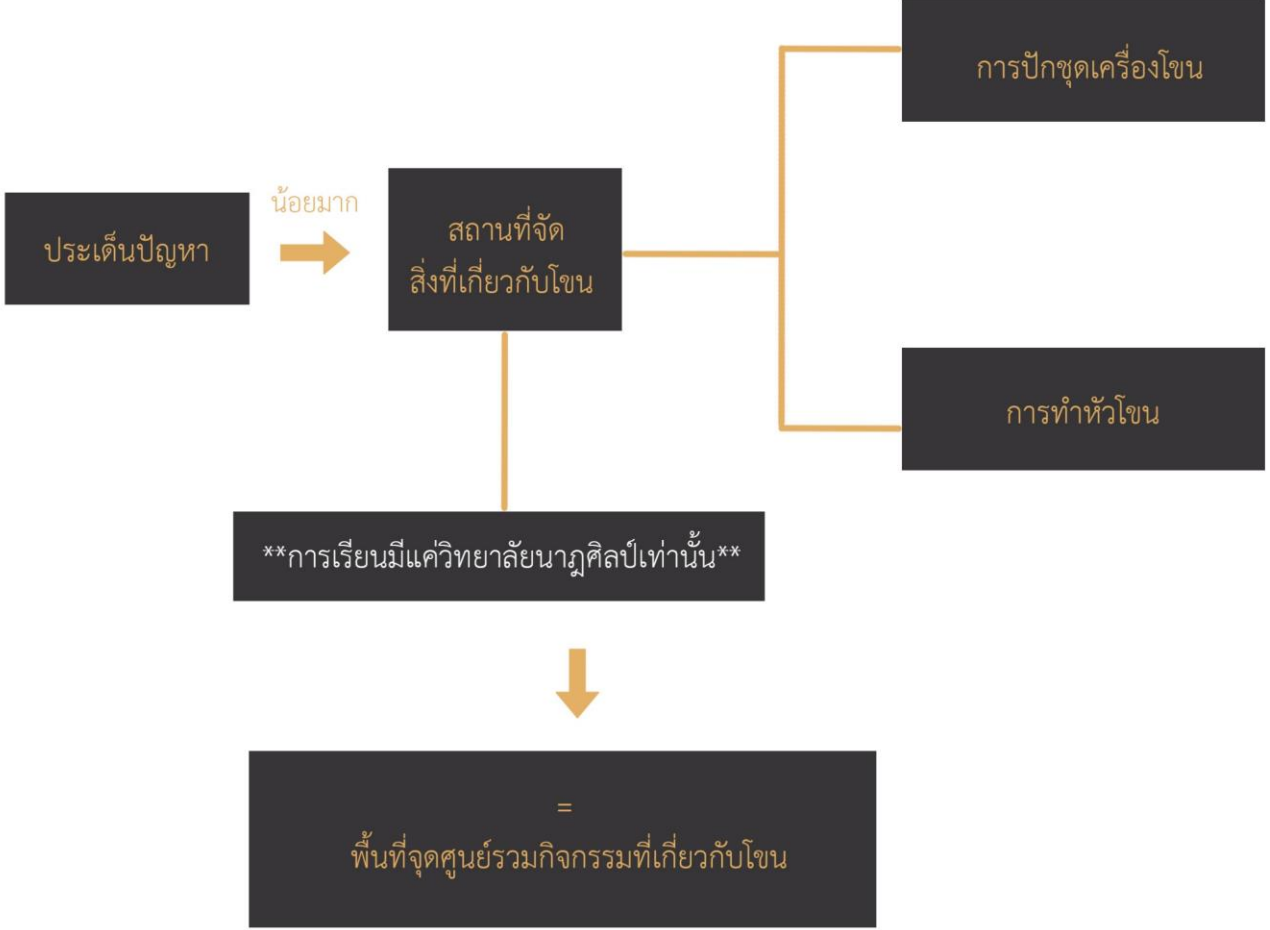 การปักชุดเครื่องโขน
น้อยมาก
ประเด็นปัญหา
สถานที่จัด
สิ่งที่เกี่ยวกับโขน
การทำหัวโขน
**การเรียนมีแค่วิทยาลัยนาฏศิลป์เท่านั้น**
=
พื้นที่จุดศูนย์รวมกิจกรรมที่เกี่ยวกับโขน